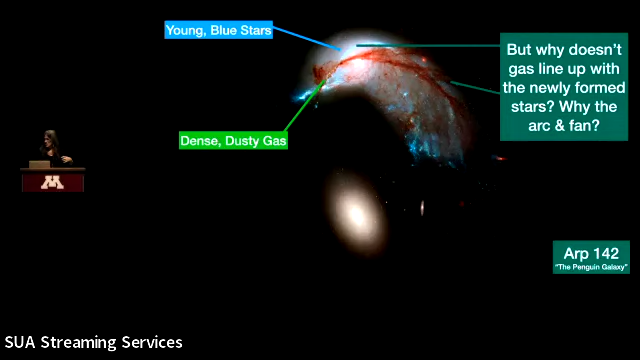 Young, Blue Stars
But why doesn't
gas line up with
the newly formed
stars? Why the
arc & fan?
Dense, Dusty Gas
M
Arp 142
"The Penguin Galaxy"
SUA Streaming Services